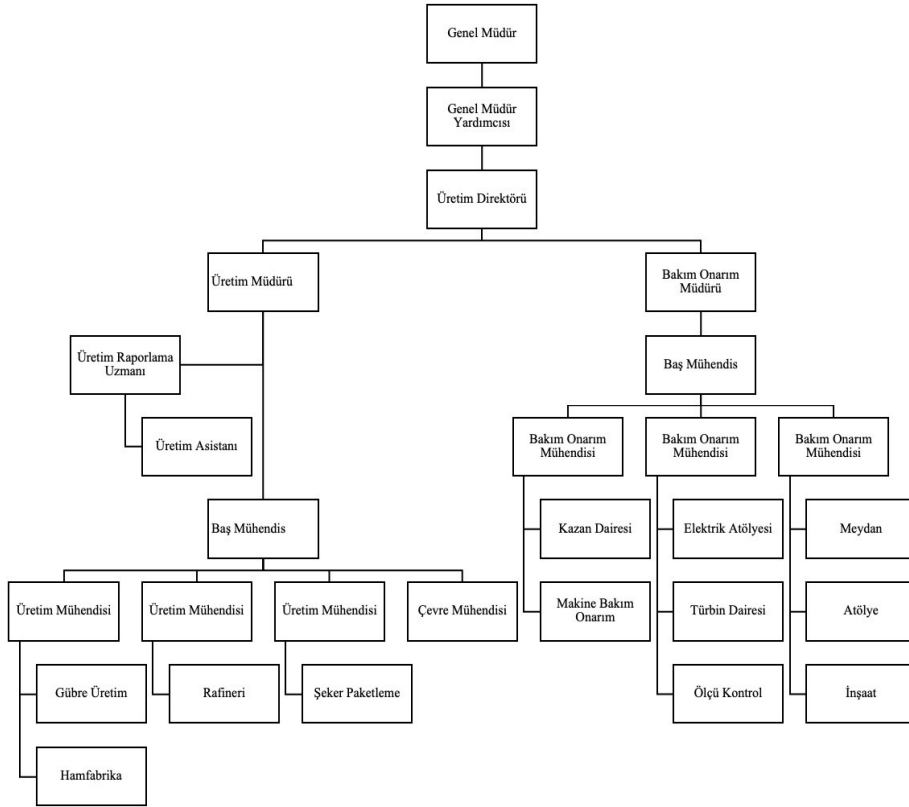 Genel Müdür
Genel Müdür
Yardımcısı
Üretim Direktörü
Üretim Müdürü
Bakım Onarım
Müdürü
Üretim Raporlama
Uzmanı
Baş Mühendis
Üretim Asistanı
Bakım Onarım
Mühendisi
Bakım Onarım
Mühendisi
Bakım Onarım
Mühendisi
Baş Mühendis
Kazan Dairesi
Elektrik Atölyesi
Meydan
Üretim Mühendisi
Üretim Mühendisi
Üretim Mühendisi
Çevre Mühendisi
Makine Bakım
Onarım
Türbin Dairesi
Atölye
Gübre Üretim
Rafineri
Şeker Paketleme
Ölçü Kontrol
İnşaat
Hamfabrika